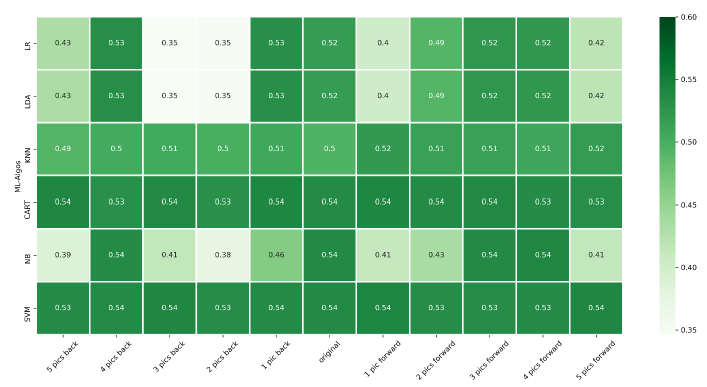 LR 0.43 0.53 0.35 0.35 0.53 0.52 0.4 0.49 0.52 0.52 0.42
LDA 0.43 0.53 0.35 0.35 0.53 0.52 0.4 0.49 0.52 0.52 0.42
KNN 0.49 0.5 0.51 0.5 0.51 0.5 0.52 0.51 0.51 0.51 0.52
ML-Algos
CART 0.54 0.53 0.54 0.53 0.54 0.54 0.54 0.54 0.54 0.53 0.53
NB 0.39 0.54 0.41 0.38 0.46 0.54 0.41 0.43 0.54 0.54 0.41
SVM 0.53 0.54 0.54 0.53 0.54 0.54 0.54 0.53 0.53 0.54 0.54
5 pics back 4 pics back 3 pics back 2 pics back 1 pic back original 1 pic forward 2 pics forward 3 pics forward 4 pics forward 5 pics forward
0.60
0.55
0.50
0.45
0.40
0.35